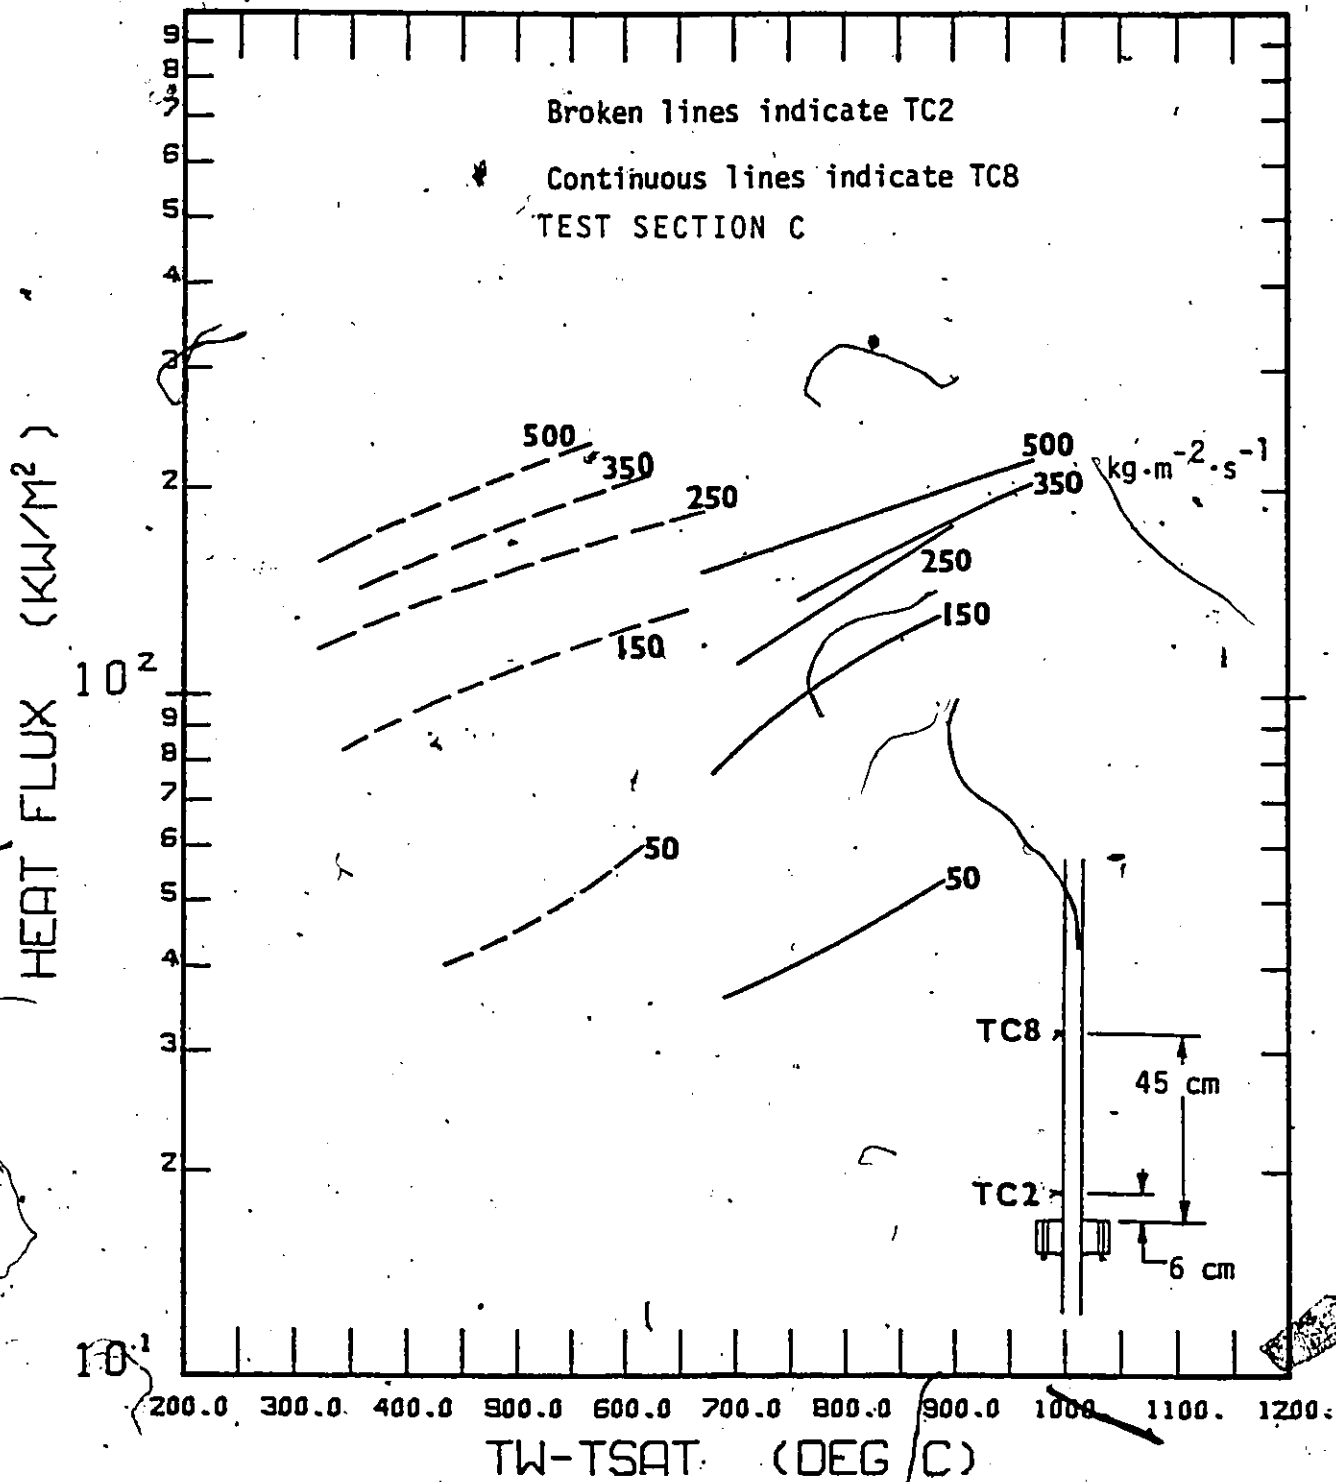 9
8
7
6
5
4
3
2
10²
9
8
7
6
5
4
3
2
10¹
HEAT FLUX (KW/M²)
Broken lines indicate TC2
Continuous lines indicate TC8
TEST SECTION C
500
350
250
150
50
500 kg·m⁻²·s⁻¹
350
250
150
50
TC8
45 cm
TC2
6 cm
200.0 300.0 400.0 500.0 600.0 700.0 800.0 900.0 1000 1100. 1200.
TW-TSAT (DEG C)